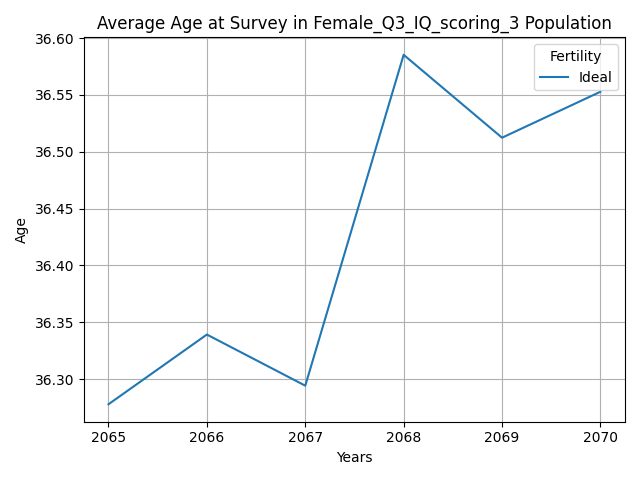 Average Age at Survey in Female_Q3_IQ_scoring_3 Population
Fertility
Ideal
36.60
36.55
36.50
36.45
36.40
36.35
36.30
Age
2065 2066 2067 2068 2069 2070
Years